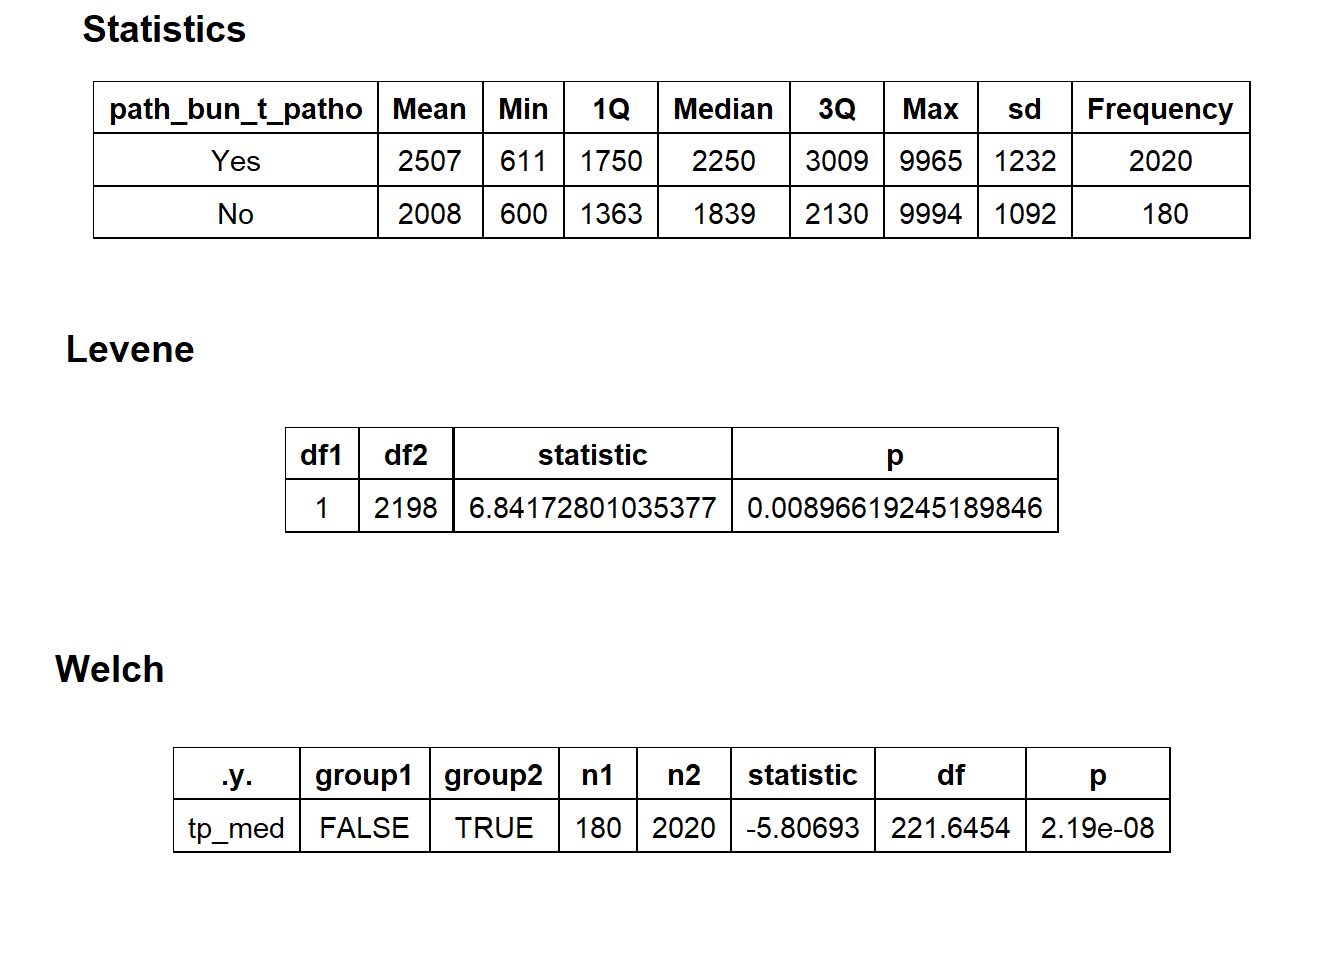 Statistics
path_bun_t_patho Mean Min 1Q Median 3Q Max sd Frequency
Yes 2507 611 1750 2250 3009 9965 1232 2020
No 2008 600 1363 1839 2130 9994 1092 180
Levene
df1 df2 statistic p
1 2198 6.84172801035377 0.00896619245189846
Welch
.y. group1 group2 n1 n2 statistic df p
tp_med FALSE TRUE 180 2020 -5.80693 221.6454 2.19e-08